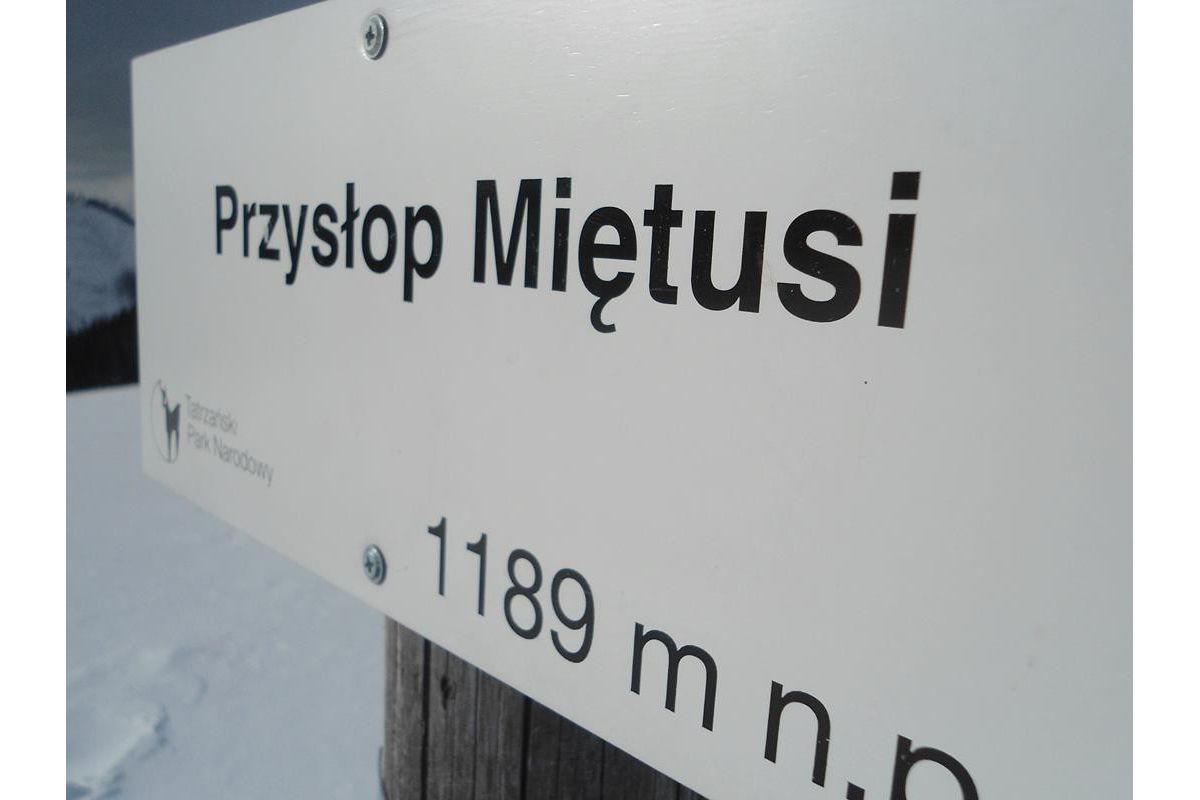 Przysłop Miętusi
Tatrzański
Park Narodowy
1189 m n.p